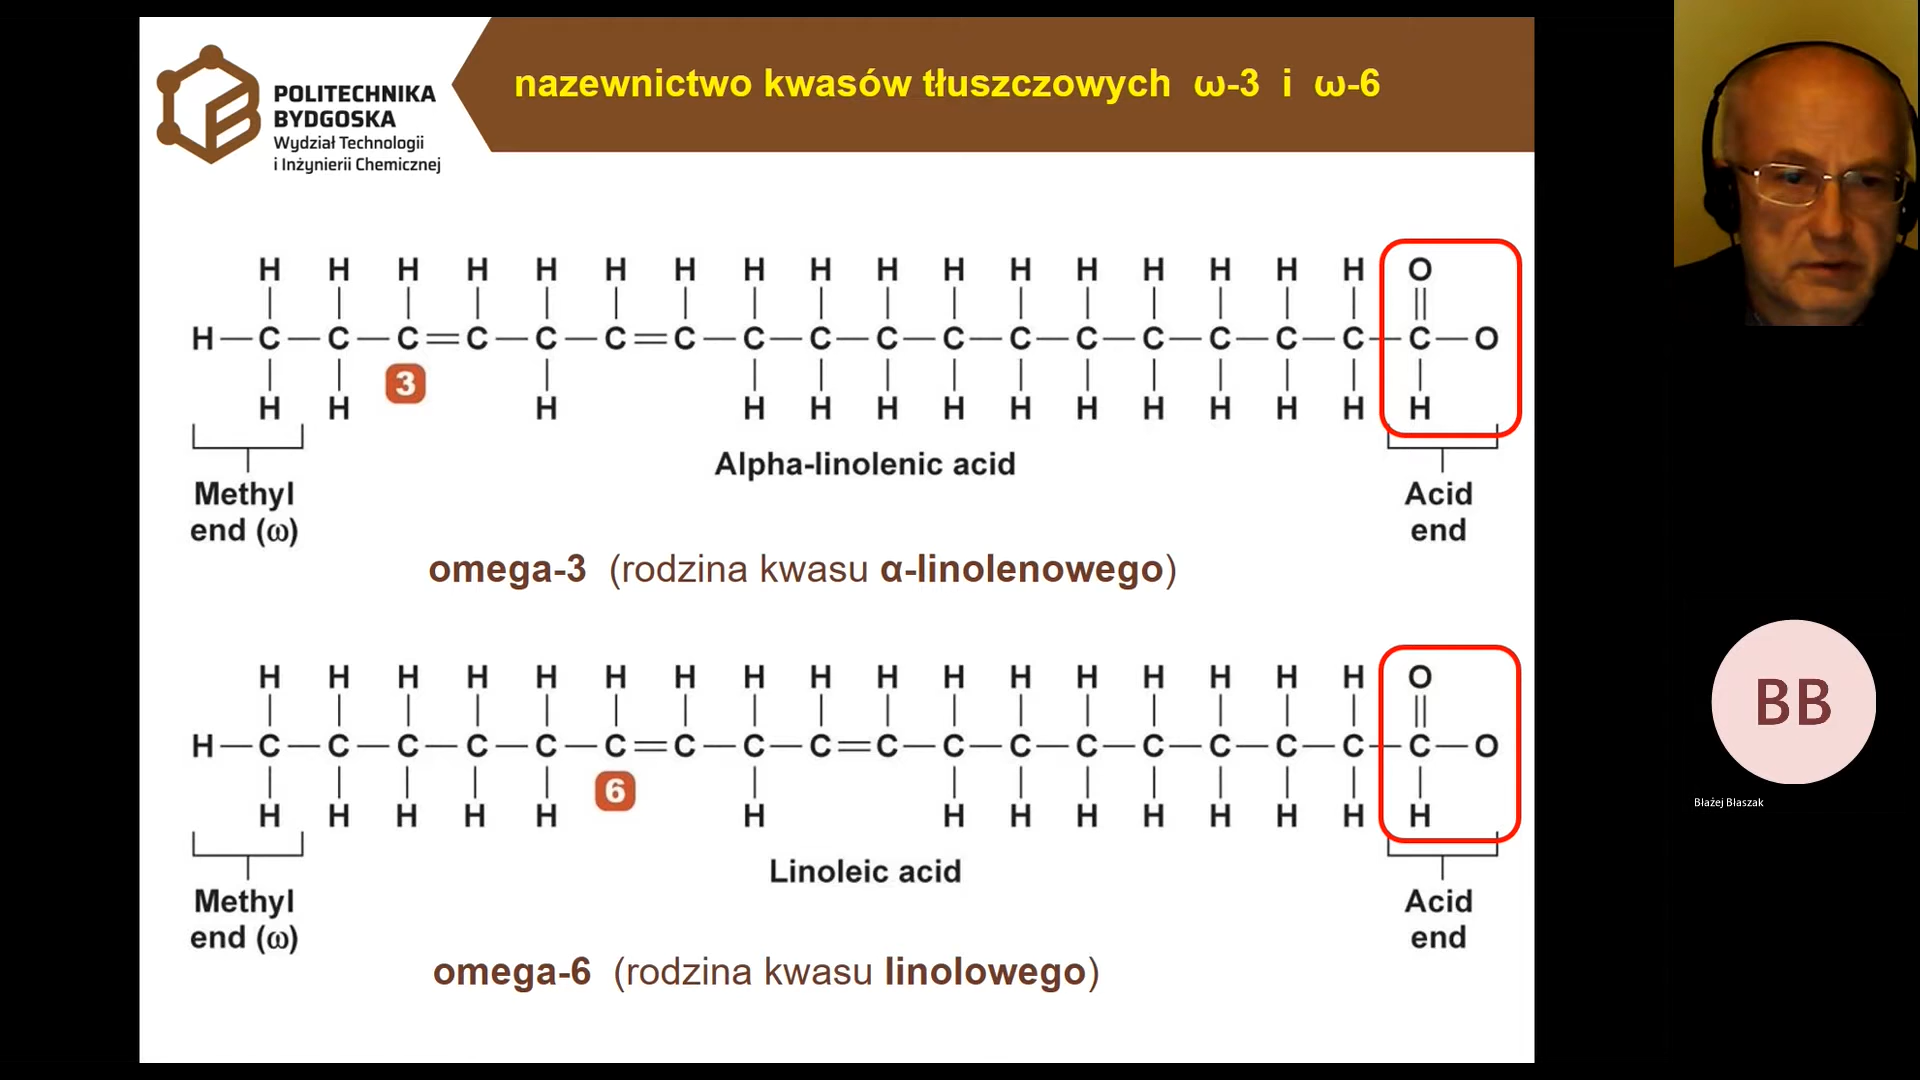 POLITECHNIKA
BYDGOSKA
Wydział Technologii
i Inżynierii Chemicznej
nazewnictwo kwasów tłuszczowych ω-3 i ω-6
H H H H H H H H H H H H H H H H H O
H C C C C C C C C C C C C C C C C C C O
3
H H H H H H H H H H H H H H
Alpha-linolenic acid
Methyl
end (ω)
Acid
end
omega-3 (rodzina kwasu α-linolenowego)
H H H H H H H H H H H H H H H H H O
H C C C C C C C C C C C C C C C C C C O
6
H H H H H H H H H H H H H H
Linoleic acid
Methyl
end (ω)
Acid
end
omega-6 (rodzina kwasu linolowego)
BB
Błażej Błaszak